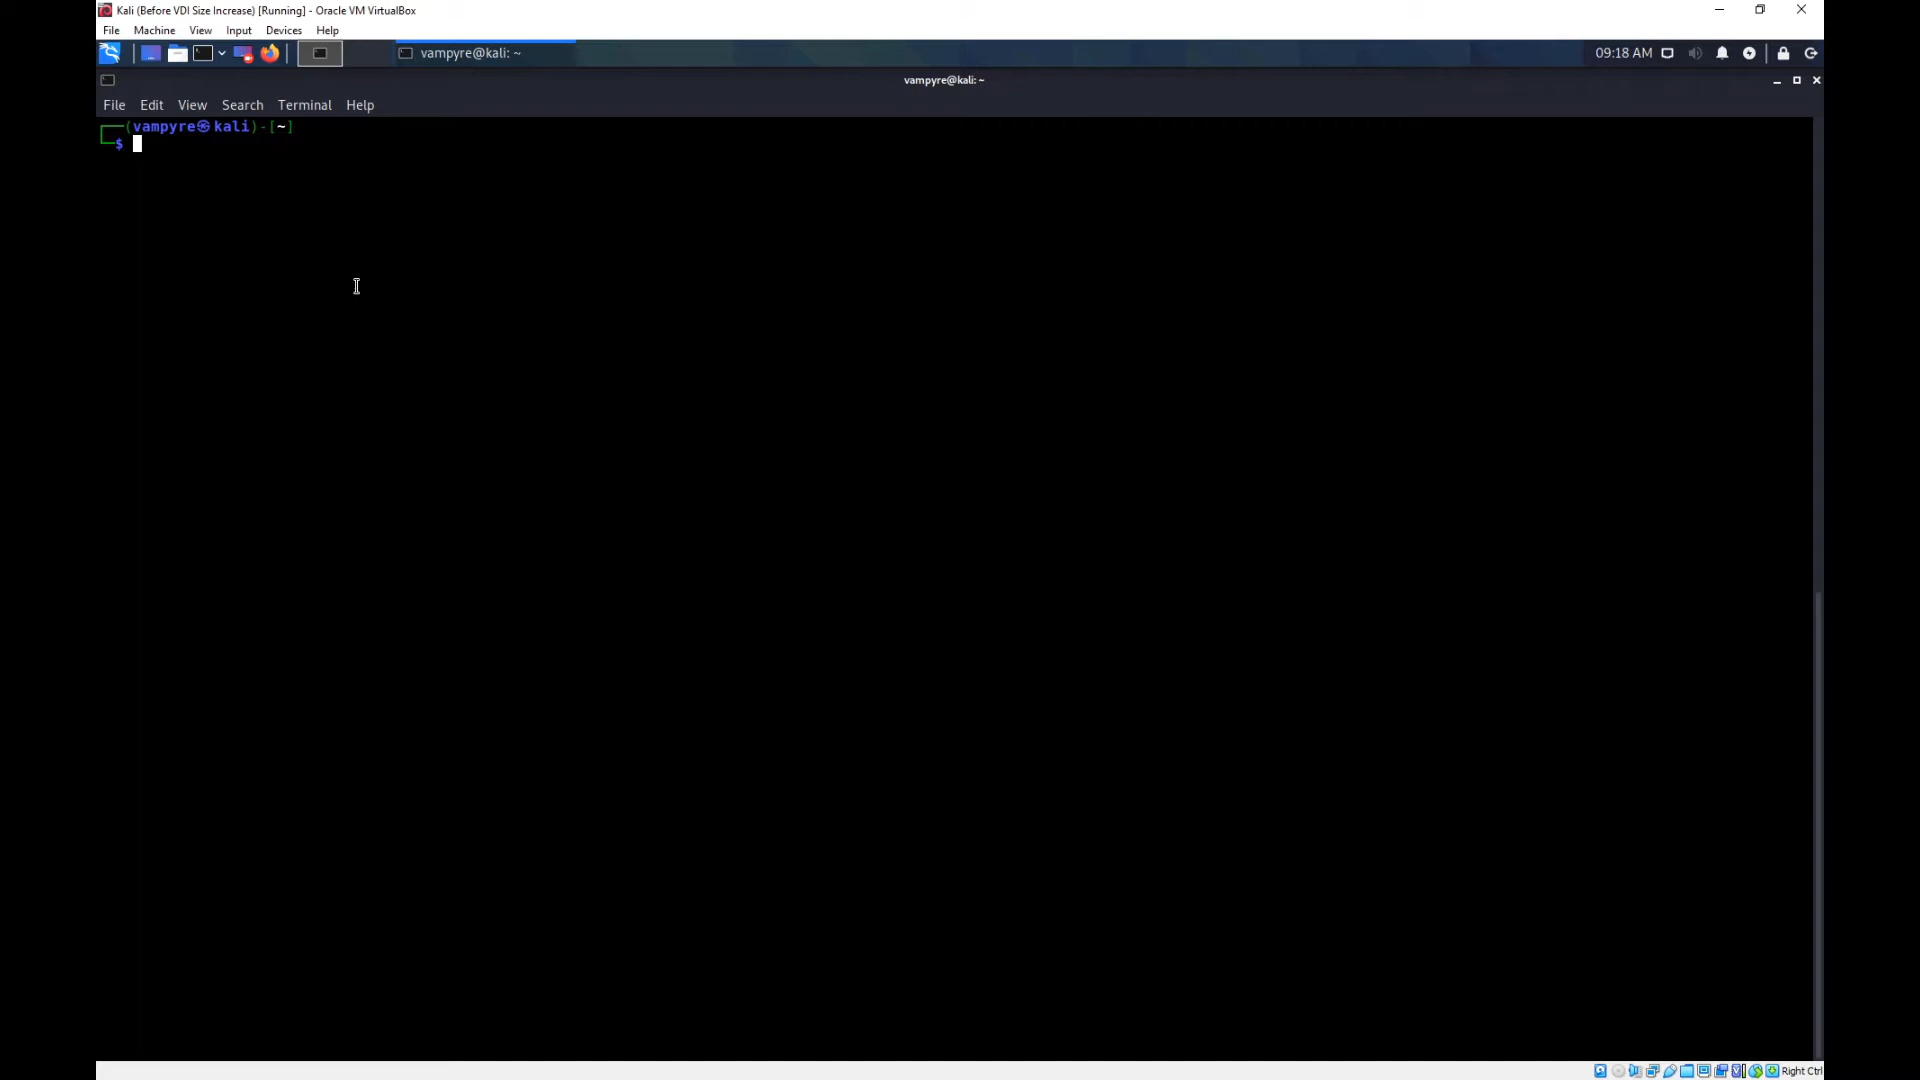 Kali (Before VDI Size Increase) [Running] - Oracle VM VirtualBox
File Machine View Input Devices Help
vampyre@kali: ~ 09:18 AM
vampyre@kali: ~
File Edit View Search Terminal Help
(vampyre㉿kali)-[~]
$
Right Ctrl